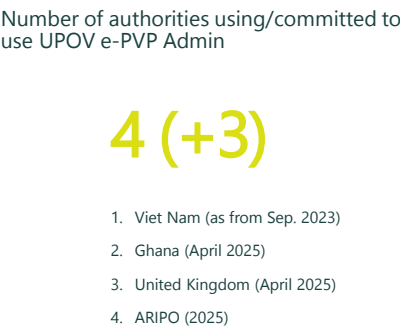 Number of authorities using/committed to
use UPOV e-PVP Admin
4 (+3)
1. Viet Nam (as from Sep. 2023)
2. Ghana (April 2025)
3. United Kingdom (April 2025)
4. ARIPO (2025)